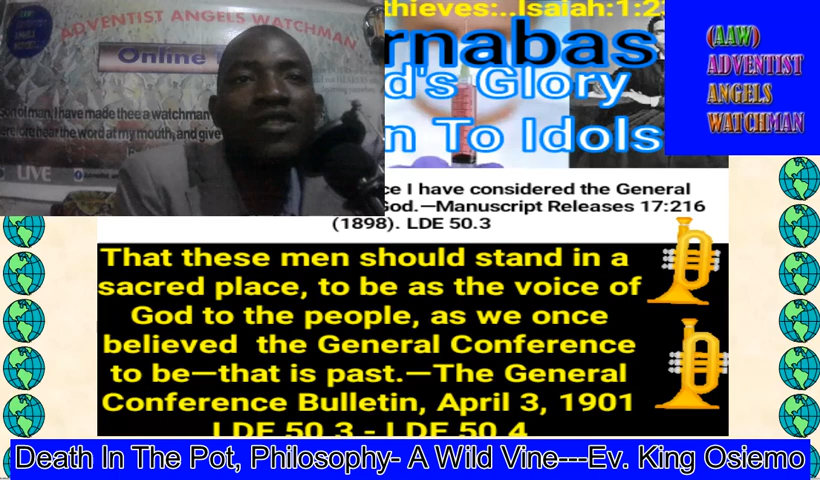 ADVENTIST ANGELS WATCHMAN
Online
son of man, I have made thee a watchman
therefore hear the word at my mouth, and give
LIVE
thieves:..Isaiah:1:2
rnabas
d's Glory
n To Idols
(AAW)
ADVENTIST
ANGELS
WATCHMAN
ce I have considered the General
God.—Manuscript Releases 17:216
(1898). LDE 50.3
That these men should stand in a
sacred place, to be as the voice of
God to the people, as we once
believed the General Conference
to be—that is past.—The General
Conference Bulletin, April 3, 1901
LDE 50.3 - LDE 50.4
Death In The Pot, Philosophy- A Wild Vine---Ev. King Osiemo